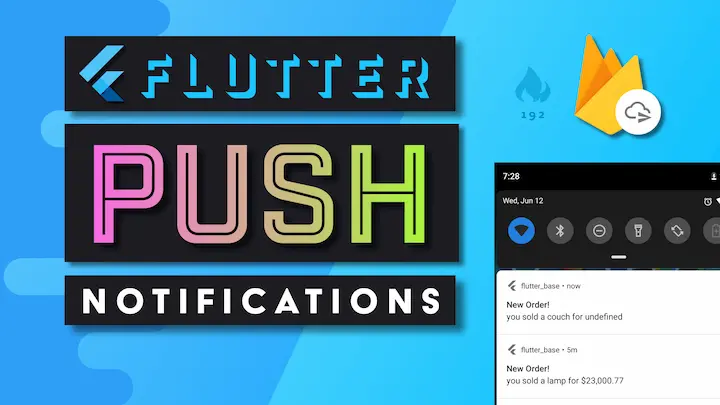 FLUTTER
PUSH
NOTIFICATIONS
192
7:28
Wed, Jun 12
flutter_base • now
New Order!
you sold a couch for undefined
flutter_base • 5m
New Order!
you sold a lamp for $23,000.77